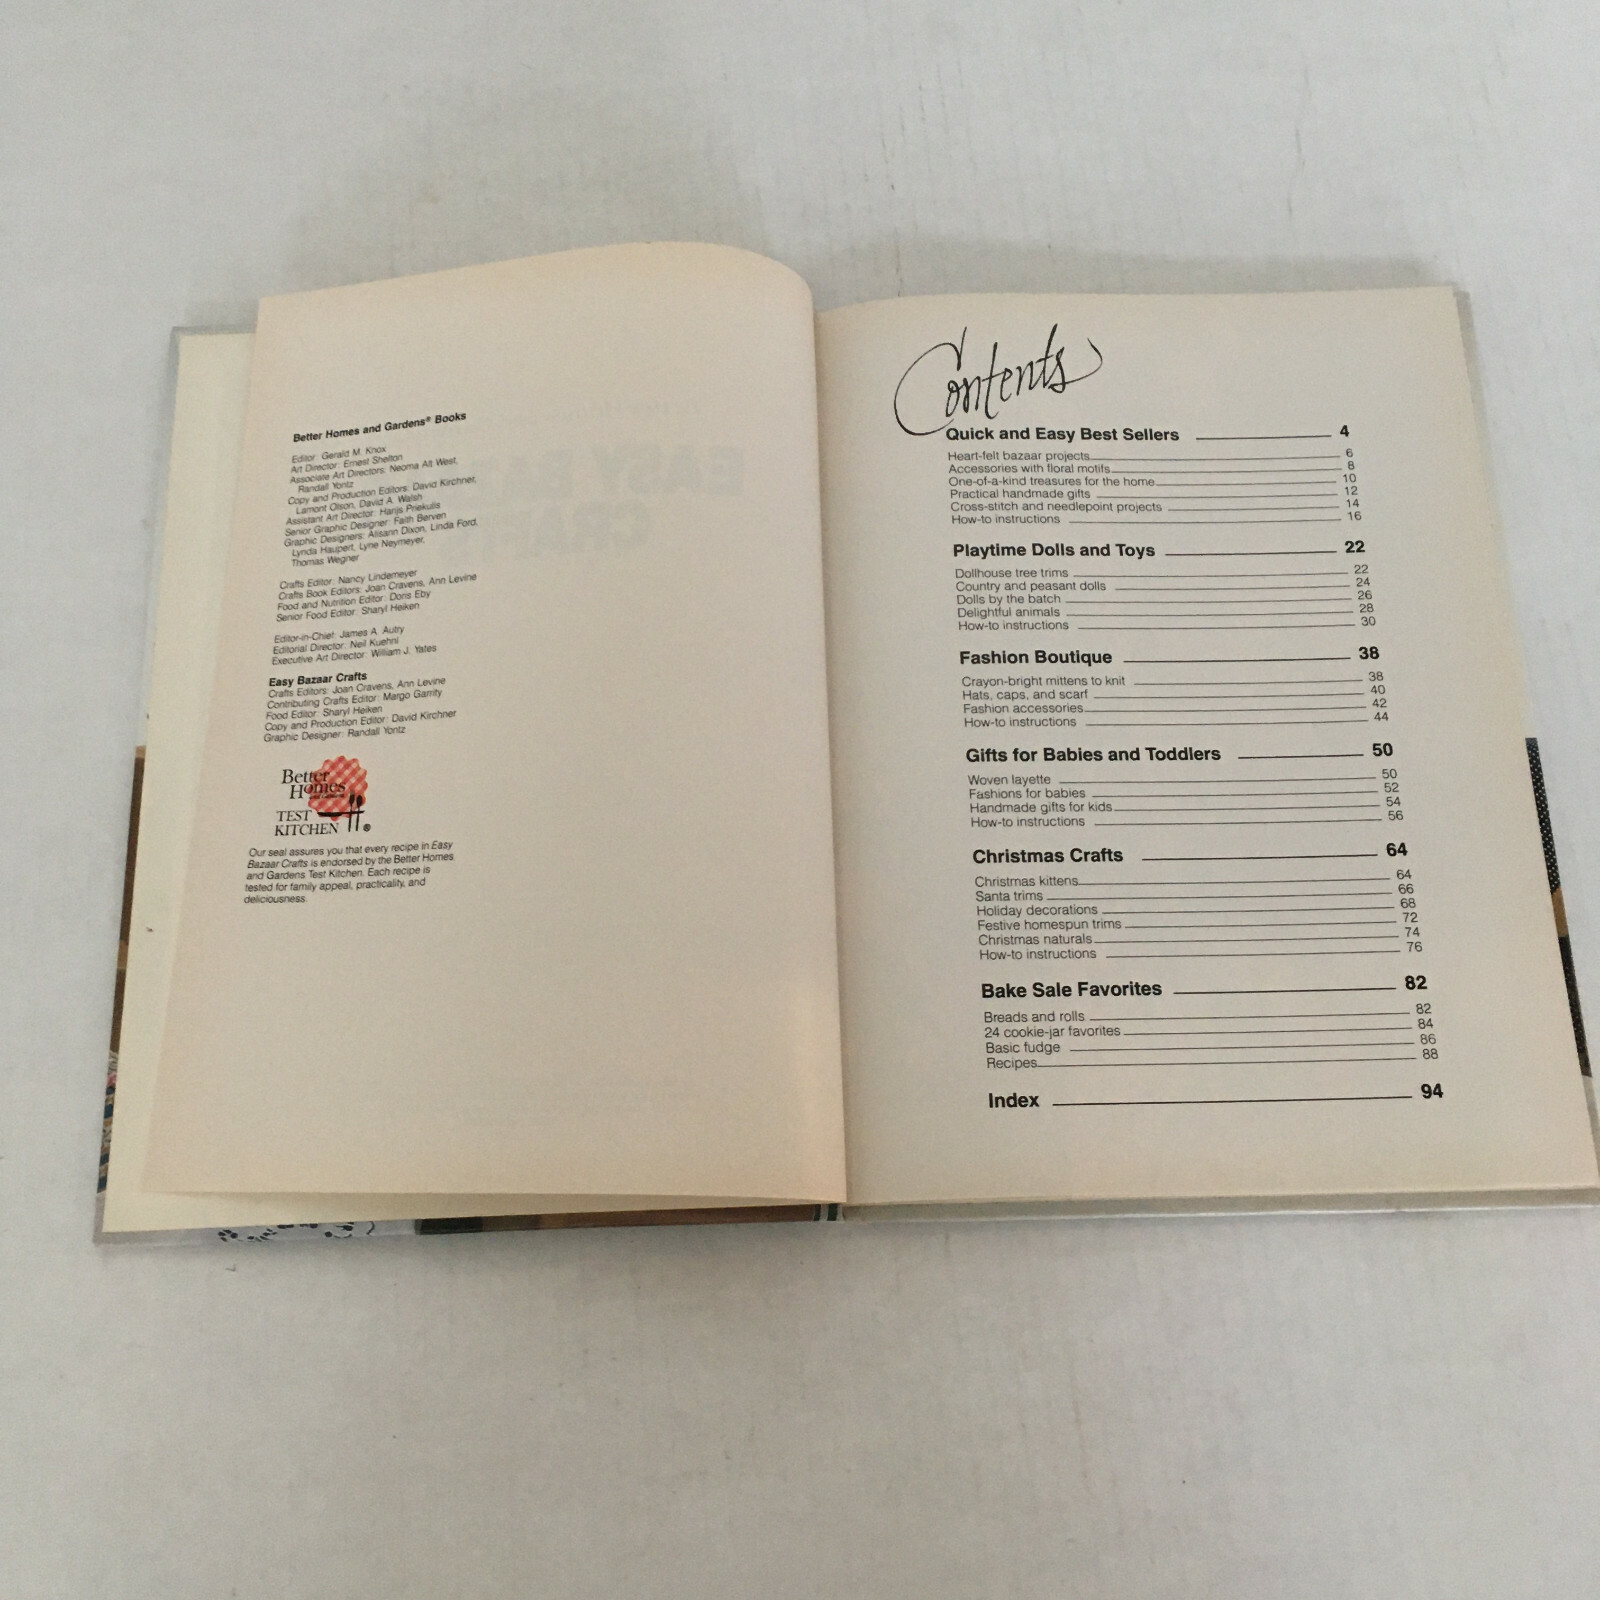 Better Homes and Gardens® Books
Editor: Gerald M. Knox
Art Director: Ernest Shelton
Associate Art Directors: Neoma Alt West,
Randall Yontz
Copy and Production Editors: David Kirchner,
Lamont Olson, David A. Walsh
Assistant Art Director: Harijs Priekulis
Senior Graphic Designer: Faith Berven
Graphic Designers: Alisann Dixon, Linda Ford,
Lynda Haupert, Lyne Neymeyer,
Thomas Wegner
Crafts Editor: Nancy Lindemeyer
Crafts Book Editors: Joan Cravens, Ann Levine
Food and Nutrition Editor: Doris Eby
Senior Food Editor: Sharyl Heiken
Editor-in-Chief: James A. Autry
Editorial Director: Neil Kuehnl
Executive Art Director: William J. Yates
Easy Bazaar Crafts
Crafts Editors: Joan Cravens, Ann Levine
Contributing Crafts Editor: Margo Garrity
Food Editor: Sharyl Heiken
Copy and Production Editor: David Kirchner
Graphic Designer: Randall Yontz
Better
Homes
TEST
KITCHEN ®
Our seal assures you that every recipe in Easy
Bazaar Crafts is endorsed by the Better Homes
and Gardens Test Kitchen. Each recipe is
tested for family appeal, practicality, and
deliciousness.
Contents
Quick and Easy Best Sellers 4
Heart-felt bazaar projects 6
Accessories with floral motifs 8
One-of-a-kind treasures for the home 10
Practical handmade gifts 12
Cross-stitch and needlepoint projects 14
How-to instructions 16
Playtime Dolls and Toys 22
Dollhouse tree trims 22
Country and peasant dolls 24
Dolls by the batch 26
Delightful animals 28
How-to instructions 30
Fashion Boutique 38
Crayon-bright mittens to knit 38
Hats, caps, and scarf 40
Fashion accessories 42
How-to instructions 44
Gifts for Babies and Toddlers 50
Woven layette 50
Fashions for babies 52
Handmade gifts for kids 54
How-to instructions 56
Christmas Crafts 64
Christmas kittens 64
Santa trims 66
Holiday decorations 68
Festive homespun trims 72
Christmas naturals 74
How-to instructions 76
Bake Sale Favorites 82
Breads and rolls 82
24 cookie-jar favorites 84
Basic fudge 86
Recipes 88
Index 94